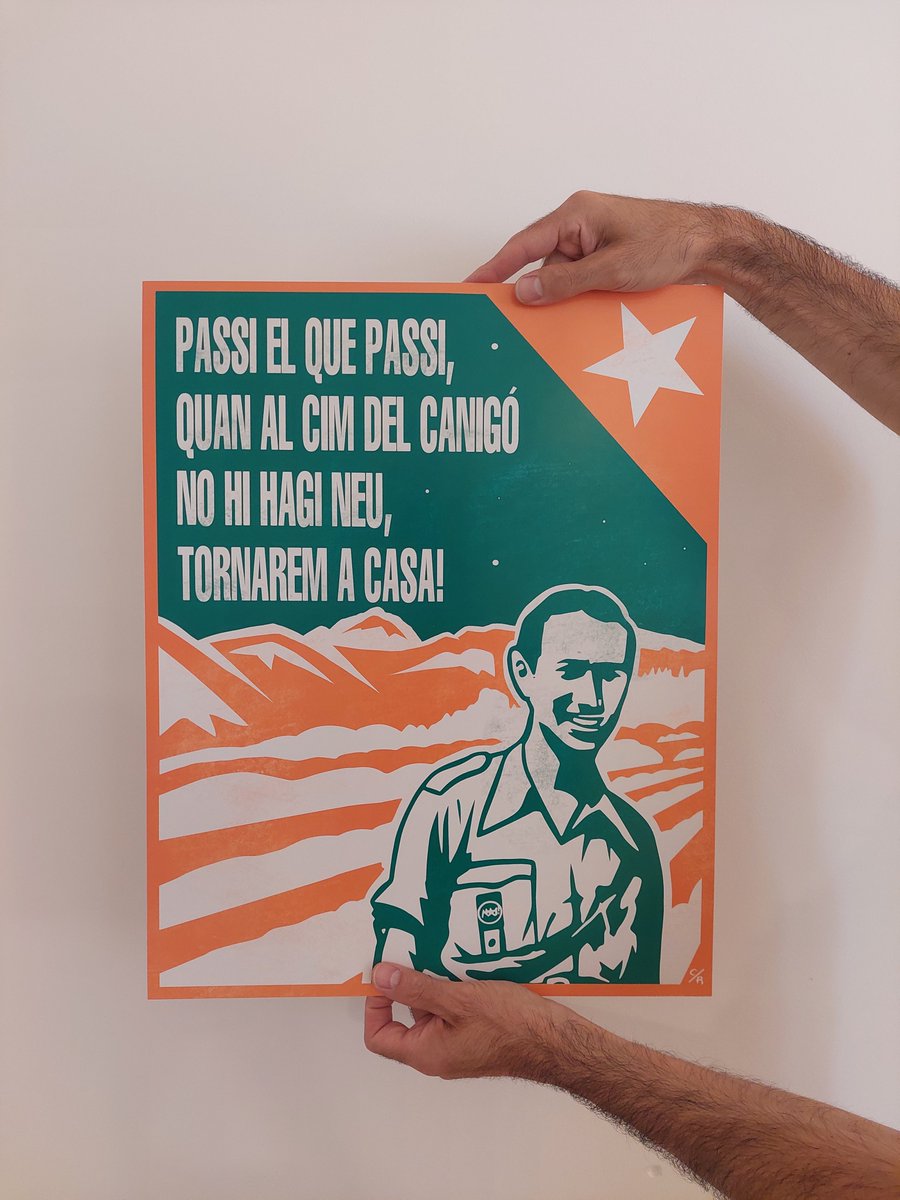 PASSI EL QUE PASSI,
QUAN AL CIM DEL CANIGÓ
NO HI HAGI NEU,
TORNAREM A CASA!
C/R